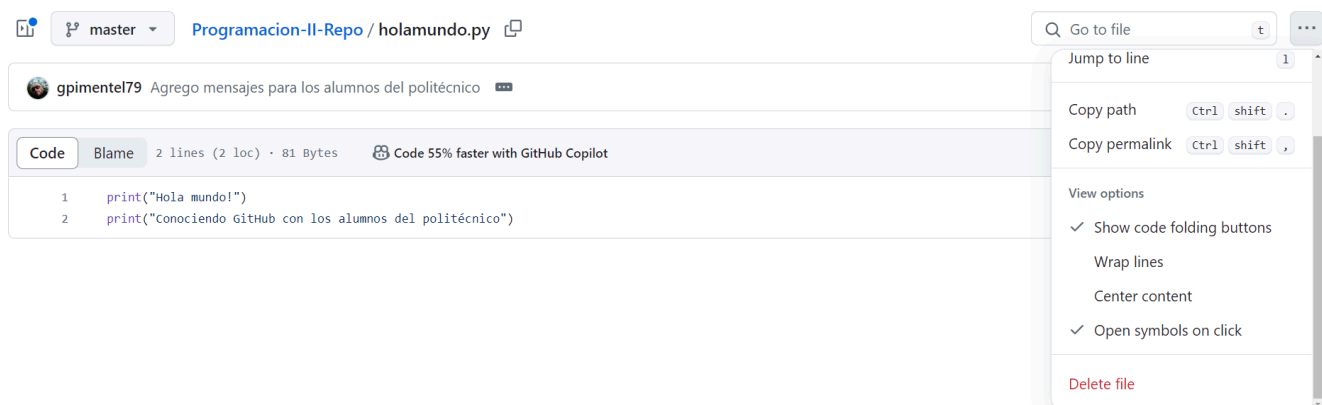 master
Programacion-II-Repo / holamundo.py
Go to file t
gpimentel79 Agrego mensajes para los alumnos del politécnico
Code Blame 2 lines (2 loc) · 81 Bytes Code 55% faster with GitHub Copilot
1 print("Hola mundo!")
2 print("Conociendo GitHub con los alumnos del politécnico")
Jump to line l
Copy path Ctrl shift .
Copy permalink Ctrl shift ,
View options
Show code folding buttons
Wrap lines
Center content
Open symbols on click
Delete file